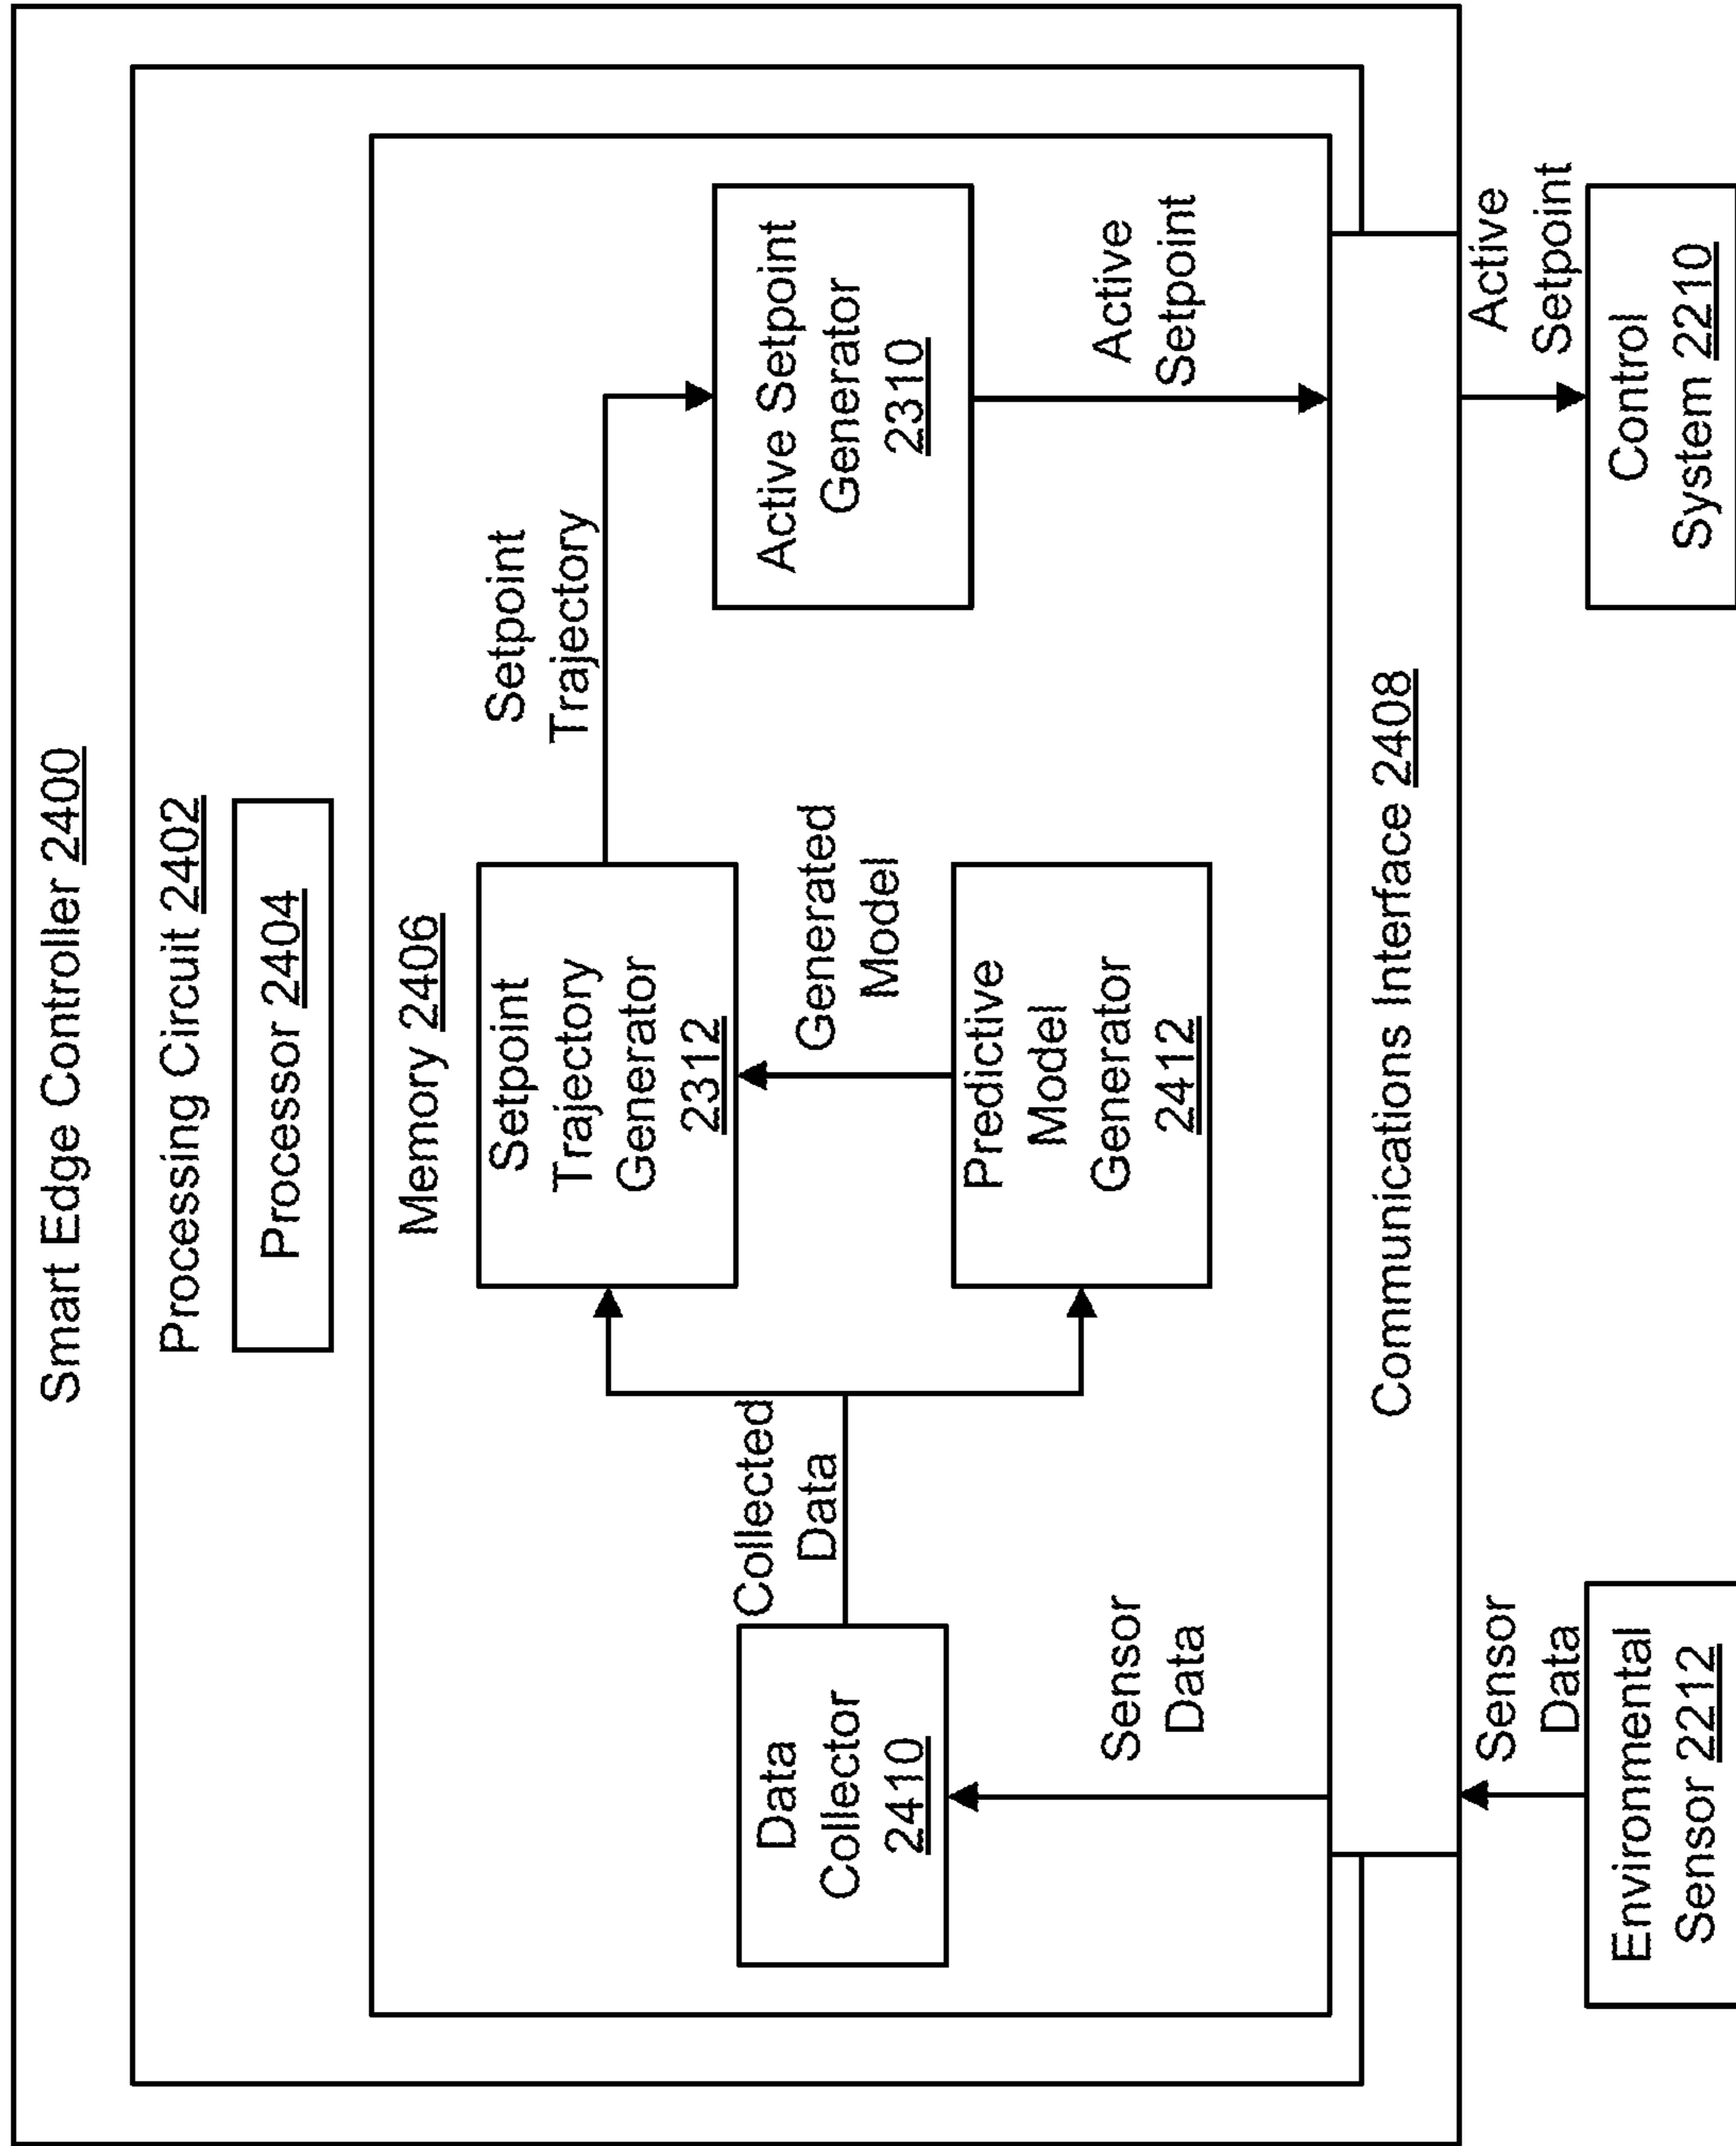 Smart Edge Controller 2400
Processing Circuit 2402
Processor 2404
Memory 2406
Setpoint
Trajectory
Generator
2312
Setpoint
Trajectory
Collected
Data
Generated
Model
Data
Collector
2410
Active Setpoint
Generator
2310
Predictive
Model
Generator
2412
Sensor
Data
Active
Setpoint
Communications Interface 2408
Sensor
Data
Active
Setpoint
Environmental
Sensor 2212
Control
System 2210